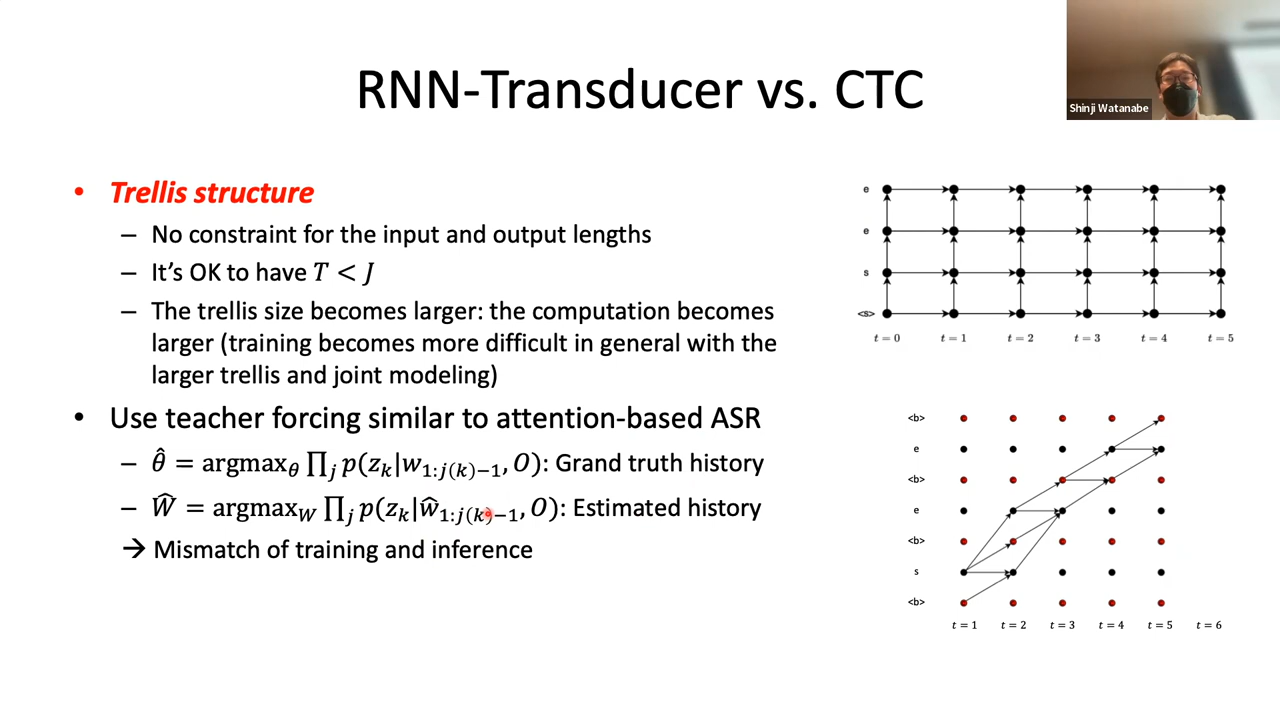 RNN-Transducer vs. CTC
Shinji Watanabe
• Trellis structure
– No constraint for the input and output lengths
– It's OK to have T < J
– The trellis size becomes larger: the computation becomes
larger (training becomes more difficult in general with the
larger trellis and joint modeling)
• Use teacher forcing similar to attention-based ASR
– θ̂ = argmax_θ ∏_j p(z_k|w_{1:j(k)−1}, O): Grand truth history
– Ŵ = argmax_W ∏_j p(z_k|ŵ_{1:j(k)−1}, O): Estimated history
→ Mismatch of training and inference
e
e
s
<s>
t = 0 t = 1 t = 2 t = 3 t = 4 t = 5
<b>
e
<b>
e
<b>
s
<b>
t = 1 t = 2 t = 3 t = 4 t = 5 t = 6